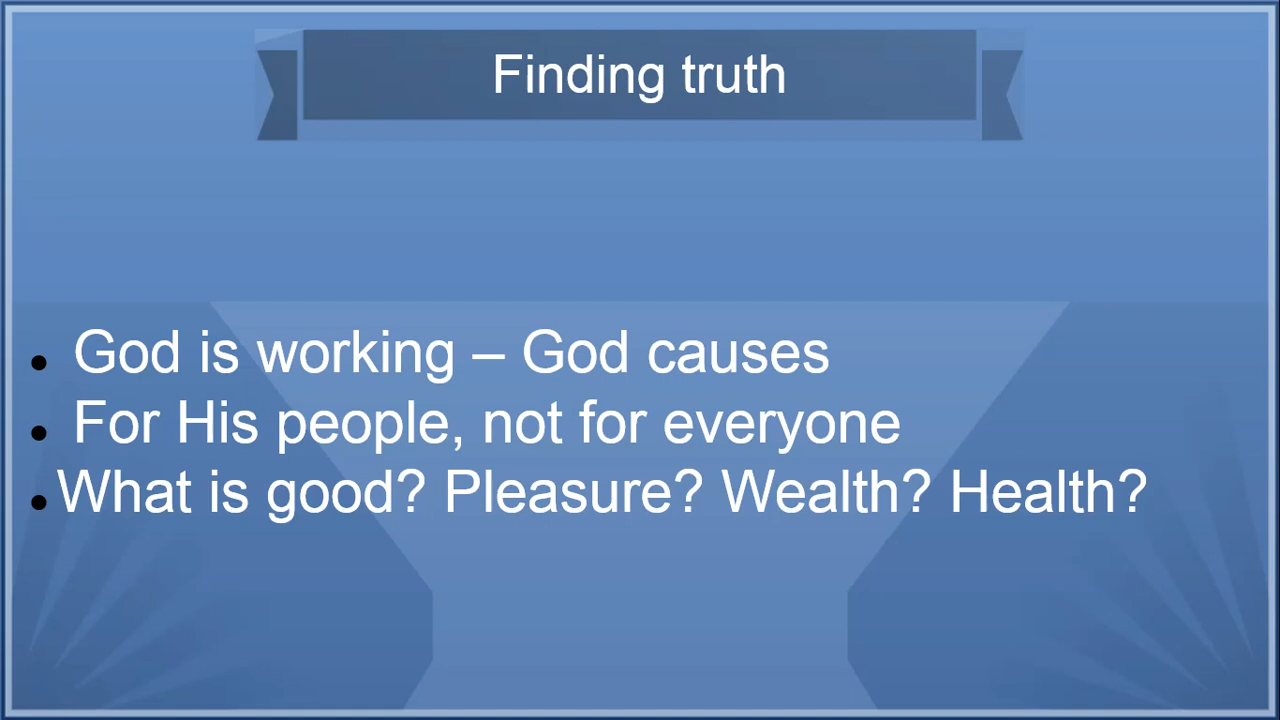 Finding truth
● God is working – God causes
● For His people, not for everyone
● What is good? Pleasure? Wealth? Health?